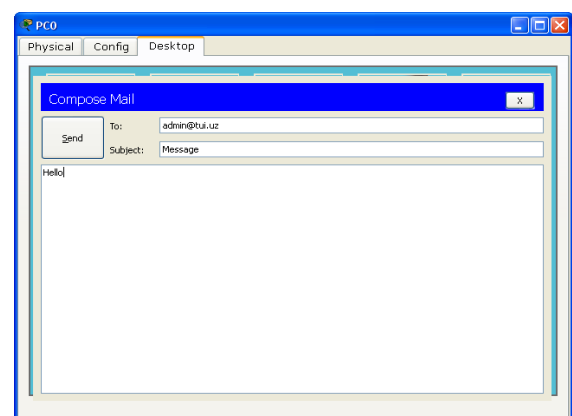 PC0
Physical Config Desktop
Compose Mail
X
Send
To: admin@tui.uz
Subject: Message
Hello